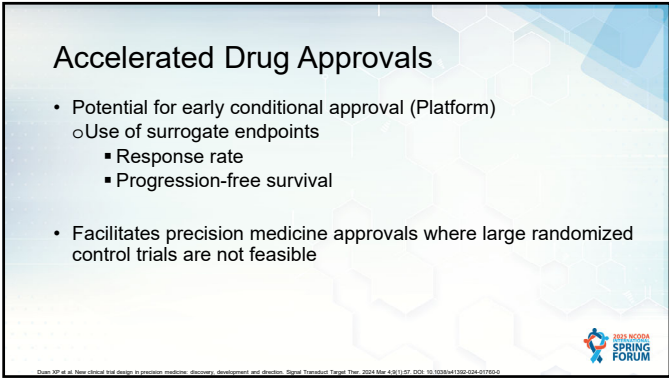 Accelerated Drug Approvals
• Potential for early conditional approval (Platform)
oUse of surrogate endpoints
▪ Response rate
▪ Progression-free survival
• Facilitates precision medicine approvals where large randomized
control trials are not feasible
2025 NCODA
INTERNATIONAL
SPRING
FORUM
Duan XP et al. New clinical trial design in precision medicine: discovery, development and direction. Signal Transduct Target Ther. 2024 Mar 4;9(1):57. DOI: 10.1038/s41392-024-01760-0